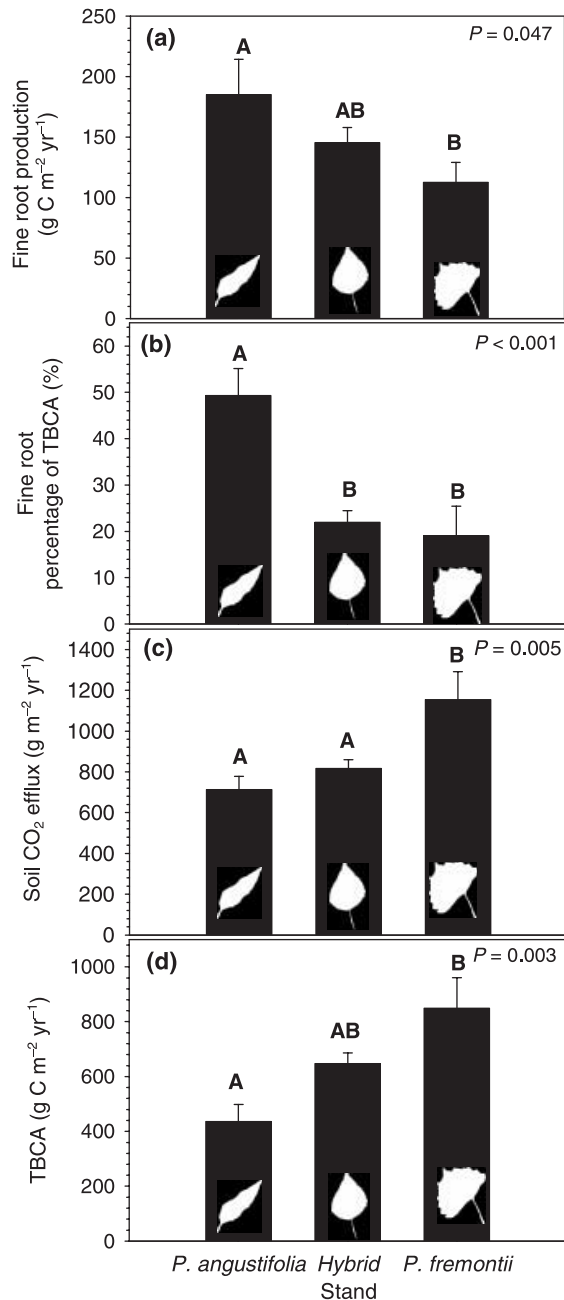 (a)
P = 0.047
Fine root production
(g C m⁻² yr⁻¹)
250
200
150
100
50
0
A
AB
B
(b)
P < 0.001
Fine root
percentage of TBCA (%)
60
50
40
30
20
10
0
A
B
B
(c)
P = 0.005
Soil CO₂ efflux (g m⁻² yr⁻¹)
1400
1200
1000
800
600
400
200
0
A
A
B
(d)
P = 0.003
TBCA (g C m⁻² yr⁻¹)
1000
800
600
400
200
0
A
AB
B
P. angustifolia Hybrid P. fremontii
Stand